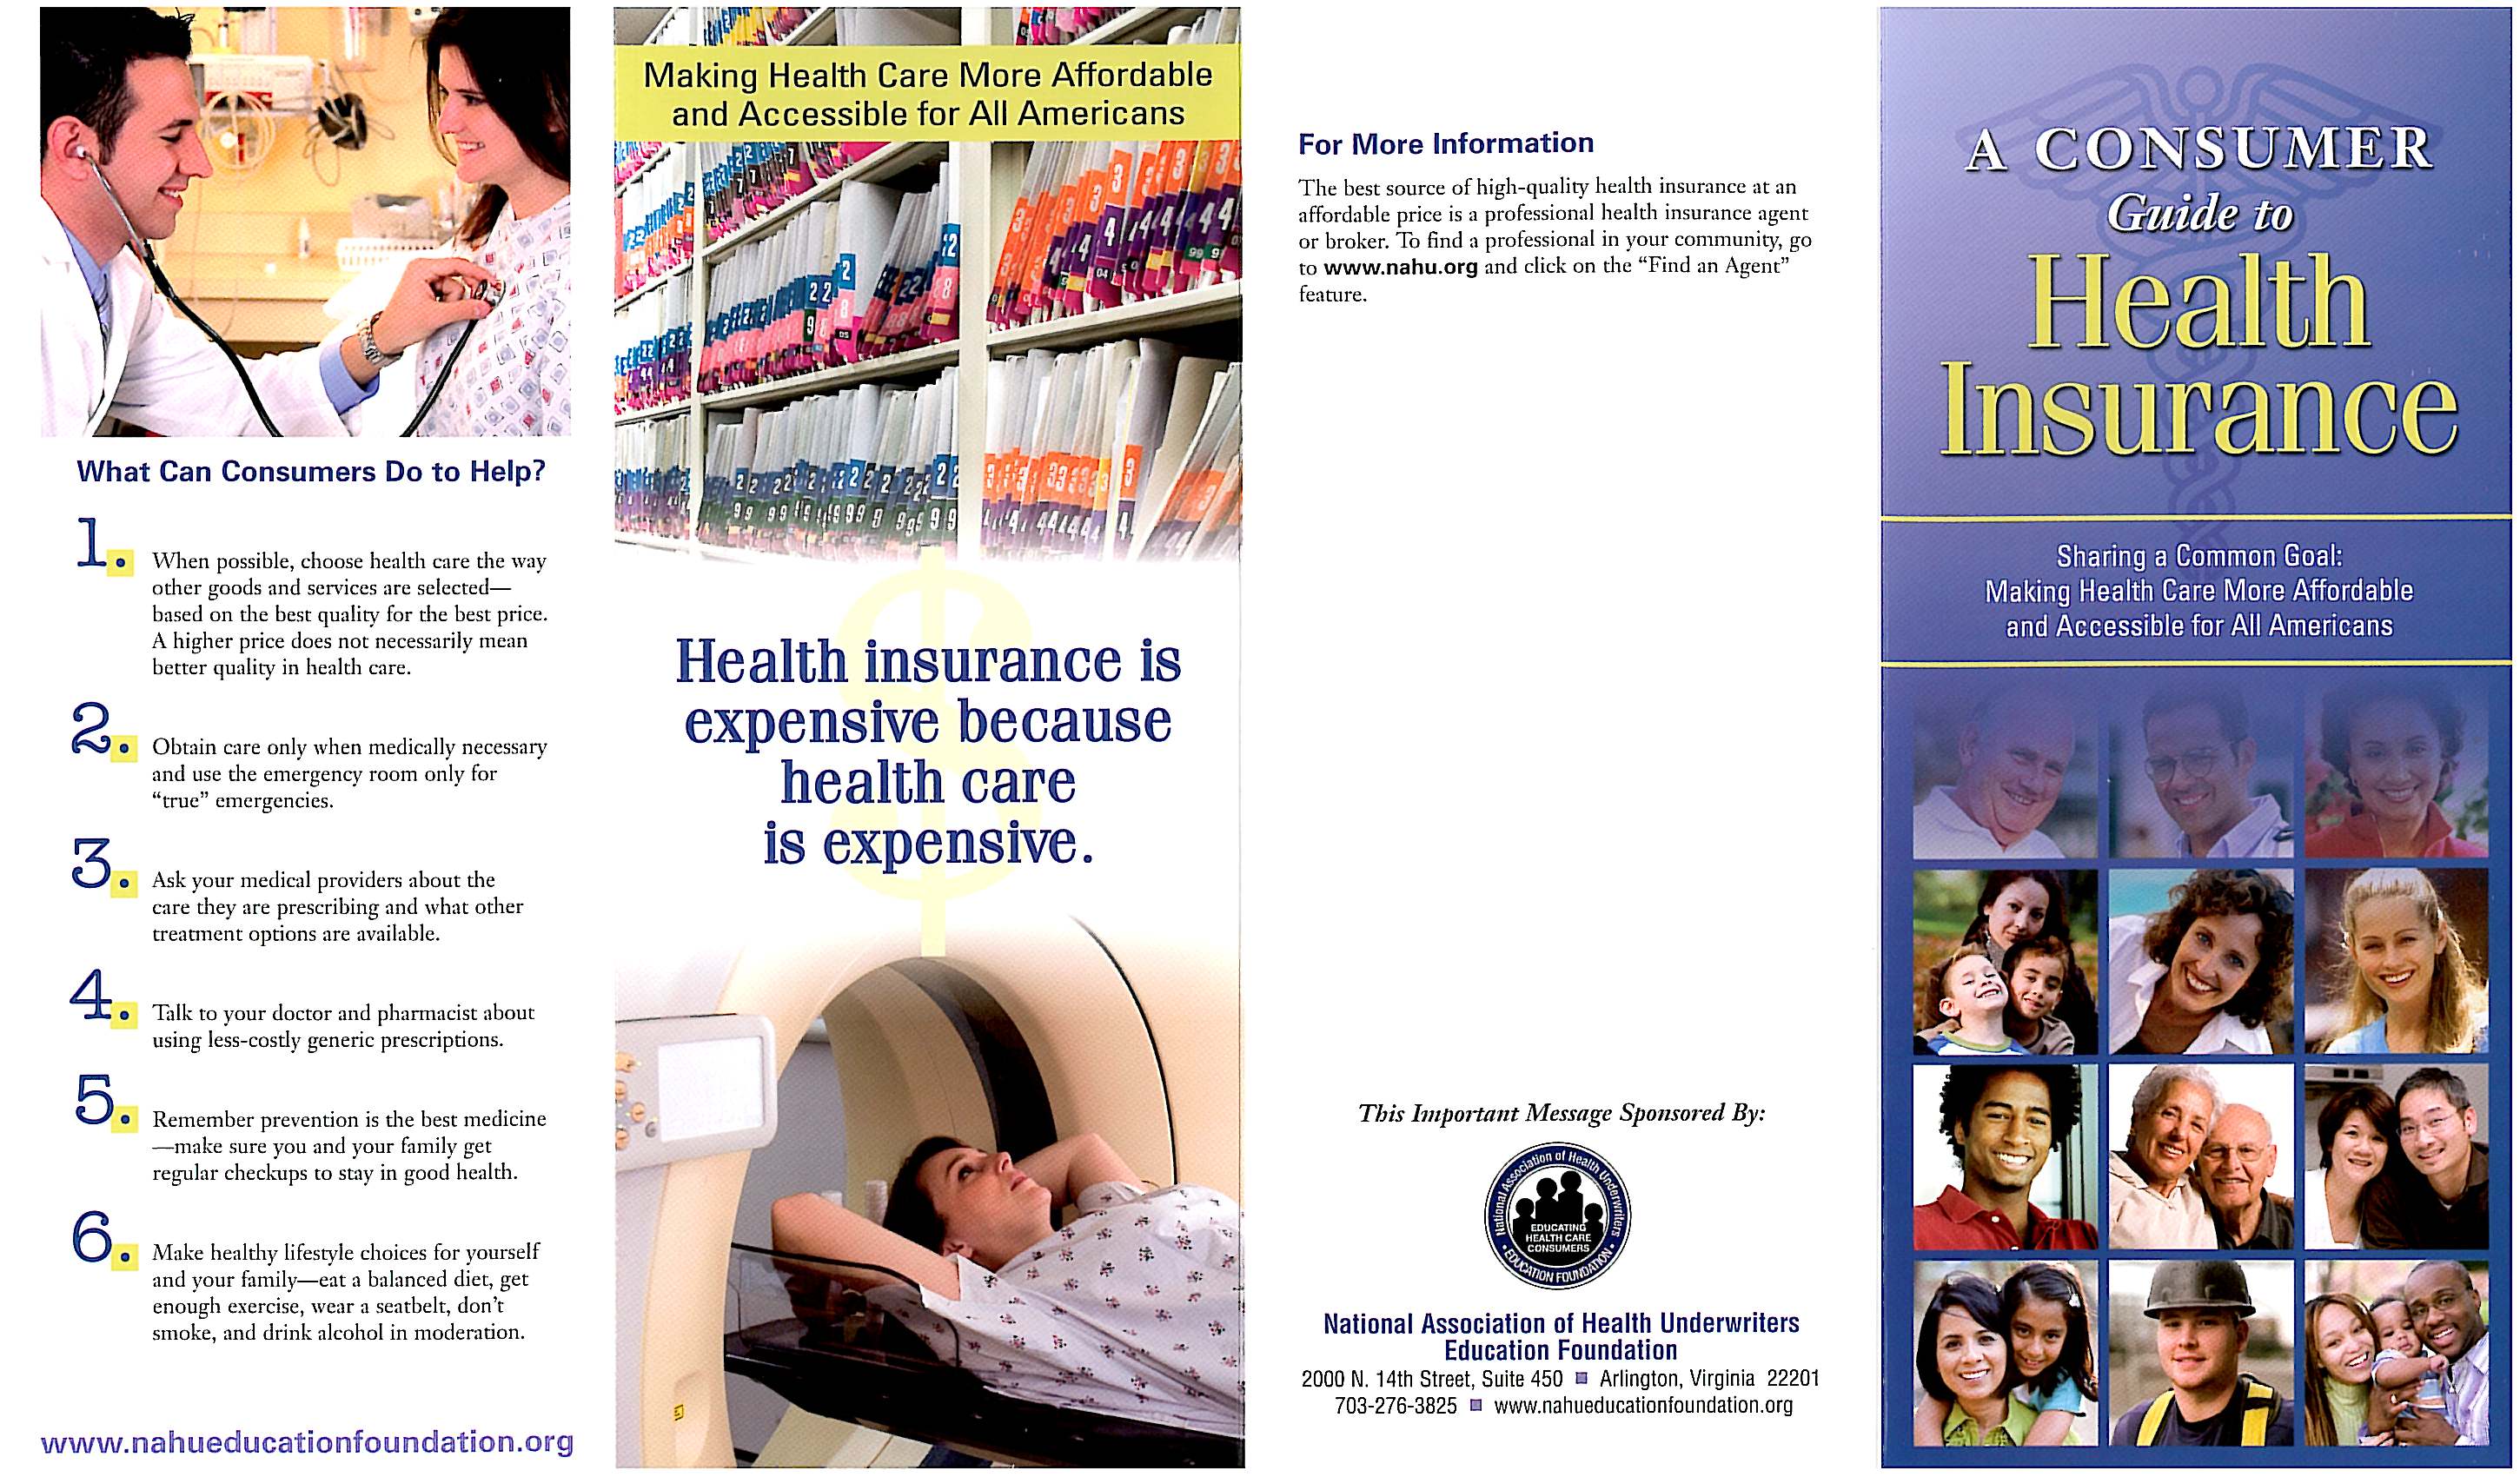 What Can Consumers Do to Help?
1.
When possible, choose health care the way
other goods and services are selected—
based on the best quality for the best price.
A higher price does not necessarily mean
better quality in health care.
2.
Obtain care only when medically necessary
and use the emergency room only for
“true” emergencies.
3.
Ask your medical providers about the
care they are prescribing and what other
treatment options are available.
4.
Talk to your doctor and pharmacist about
using less-costly generic prescriptions.
5.
Remember prevention is the best medicine
—make sure you and your family get
regular checkups to stay in good health.
6.
Make healthy lifestyle choices for yourself
and your family—eat a balanced diet, get
enough exercise, wear a seatbelt, don’t
smoke, and drink alcohol in moderation.
www.nahueducationfoundation.org
Making Health Care More Affordable
and Accessible for All Americans
$
Health insurance is
expensive because
health care
is expensive.
For More Information
The best source of high-quality health insurance at an
affordable price is a professional health insurance agent
or broker. To find a professional in your community, go
to www.nahu.org and click on the “Find an Agent”
feature.
This Important Message Sponsored By:
National Association of Health Underwriters
EDUCATING
HEALTH CARE
CONSUMERS
• EDUCATION FOUNDATION •
National Association of Health Underwriters
Education Foundation
2000 N. 14th Street, Suite 450 ■ Arlington, Virginia 22201
703-276-3825 ■ www.nahueducationfoundation.org
A CONSUMER
Guide to
Health
Insurance
Sharing a Common Goal:
Making Health Care More Affordable
and Accessible for All Americans